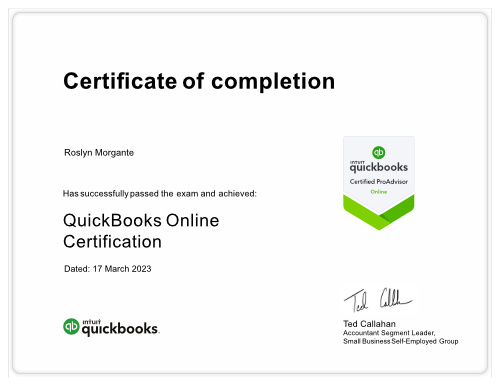 Certificate of completion
Roslyn Morgante
Has successfully passed the exam and achieved:
QuickBooks Online
Certification
Dated: 17 March 2023
qb
INTUIT
quickbooks
Certified ProAdvisor
Online
qb
INTUIT
quickbooks.
Ted Callahan
Ted Callahan
Accountant Segment Leader,
Small Business Self-Employed Group